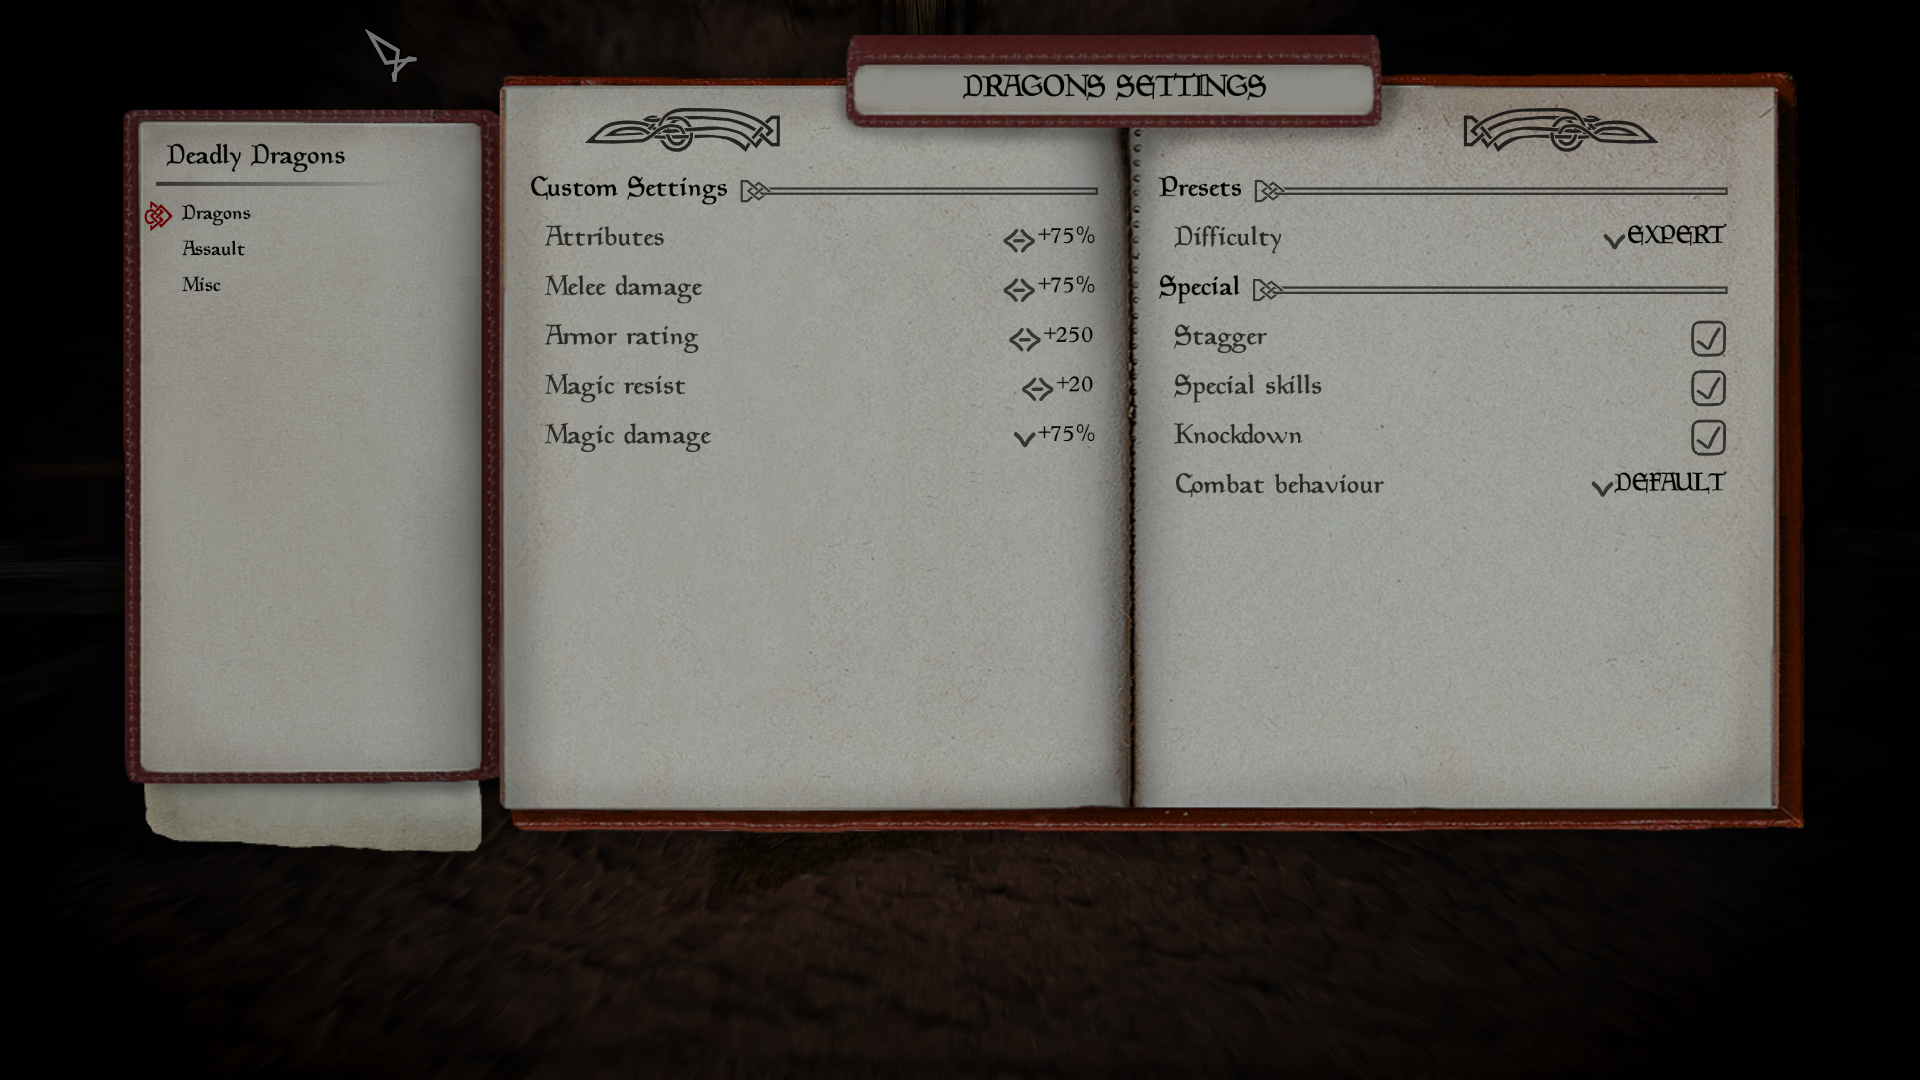 DRAGONS SETTINGS
Deadly Dragons
Dragons
Assault
Misc
Custom Settings
Attributes +75%
Melee damage +75%
Armor rating +250
Magic resist +20
Magic damage +75%
Presets
Difficulty EXPERT
Special
Stagger
Special skills
Knockdown
Combat behaviour DEFAULT